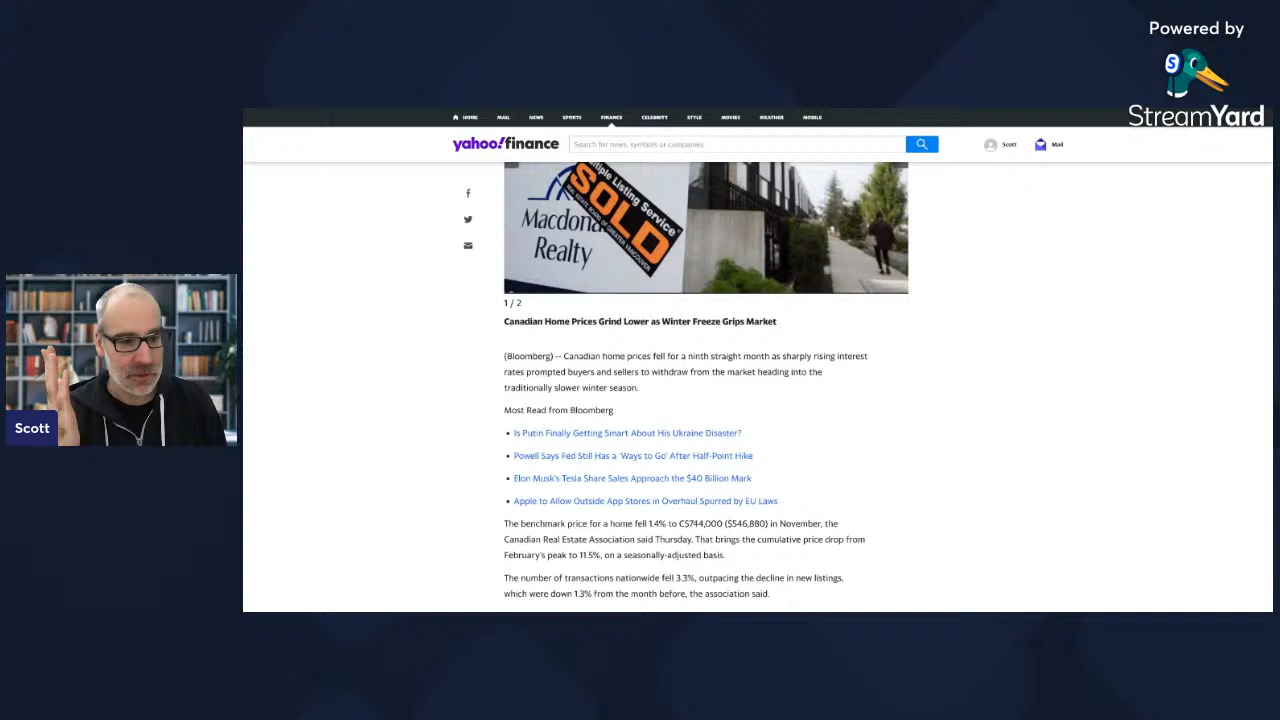 Powered by
S
StreamYard
HOME MAIL NEWS SPORTS FINANCE CELEBRITY STYLE MOVIES WEATHER MOBILE
yahoo!finance Search for news, symbols or companies Scott Mail
Multiple Listing Service
REAL ESTATE BOARD OF GREATER VANCOUVER
SOLD
Macdona
Realty
1 / 2
Canadian Home Prices Grind Lower as Winter Freeze Grips Market
(Bloomberg) -- Canadian home prices fell for a ninth straight month as sharply rising interest
rates prompted buyers and sellers to withdraw from the market heading into the
traditionally slower winter season.
Most Read from Bloomberg
• Is Putin Finally Getting Smart About His Ukraine Disaster?
• Powell Says Fed Still Has a 'Ways to Go' After Half-Point Hike
• Elon Musk's Tesla Share Sales Approach the $40 Billion Mark
• Apple to Allow Outside App Stores in Overhaul Spurred by EU Laws
The benchmark price for a home fell 1.4% to C$744,000 ($546,880) in November, the
Canadian Real Estate Association said Thursday. That brings the cumulative price drop from
February's peak to 11.5%, on a seasonally-adjusted basis.
The number of transactions nationwide fell 3.3%, outpacing the decline in new listings,
which were down 1.3% from the month before, the association said.
Scott